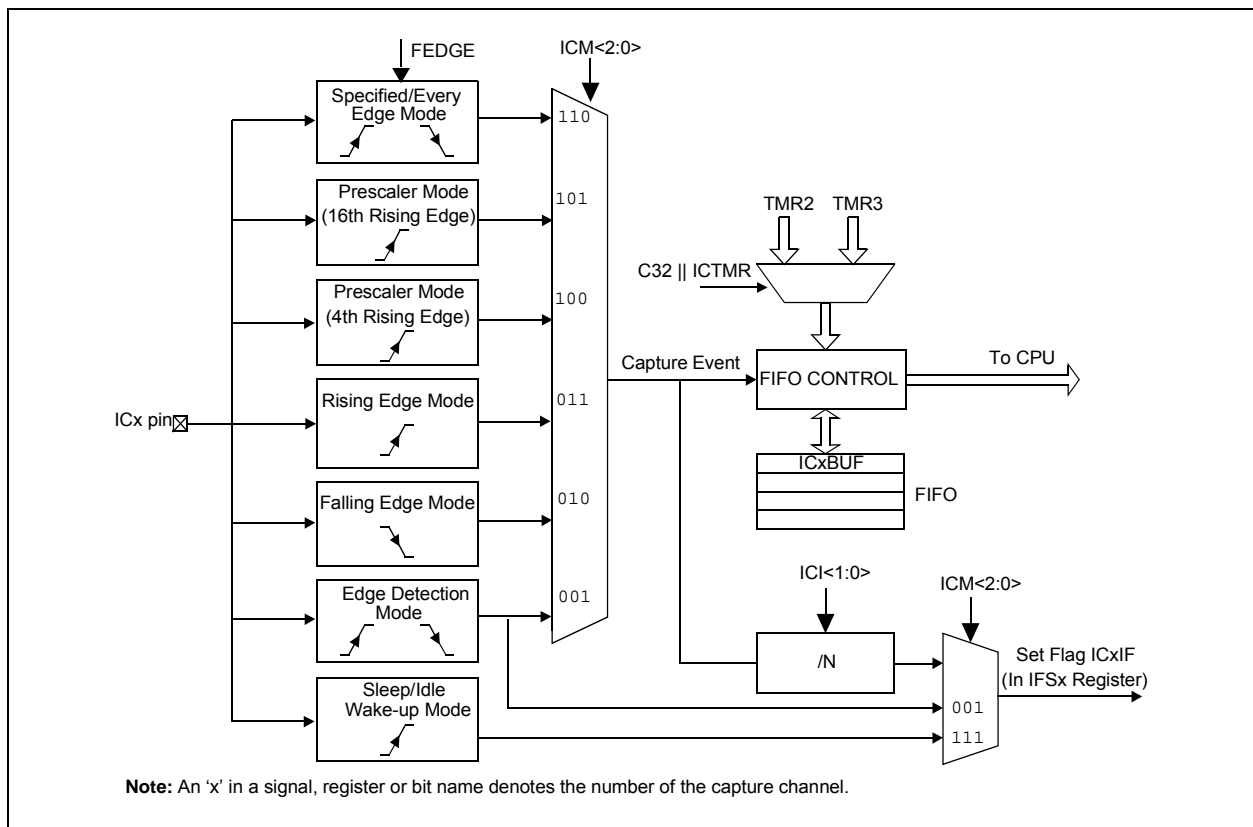 FEDGE
ICM<2:0>
Specified/Every
Edge Mode
110
Prescaler Mode
(16th Rising Edge)
101
TMR2
TMR3
C32 || ICTMR
Prescaler Mode
(4th Rising Edge)
100
Capture Event
FIFO CONTROL
To CPU
ICx pin
Rising Edge Mode
011
ICxBUF
FIFO
Falling Edge Mode
010
ICI<1:0>
ICM<2:0>
Edge Detection
Mode
001
/N
Set Flag ICxIF
(In IFSx Register)
001
Sleep/Idle
Wake-up Mode
111
Note: An ‘x’ in a signal, register or bit name denotes the number of the capture channel.